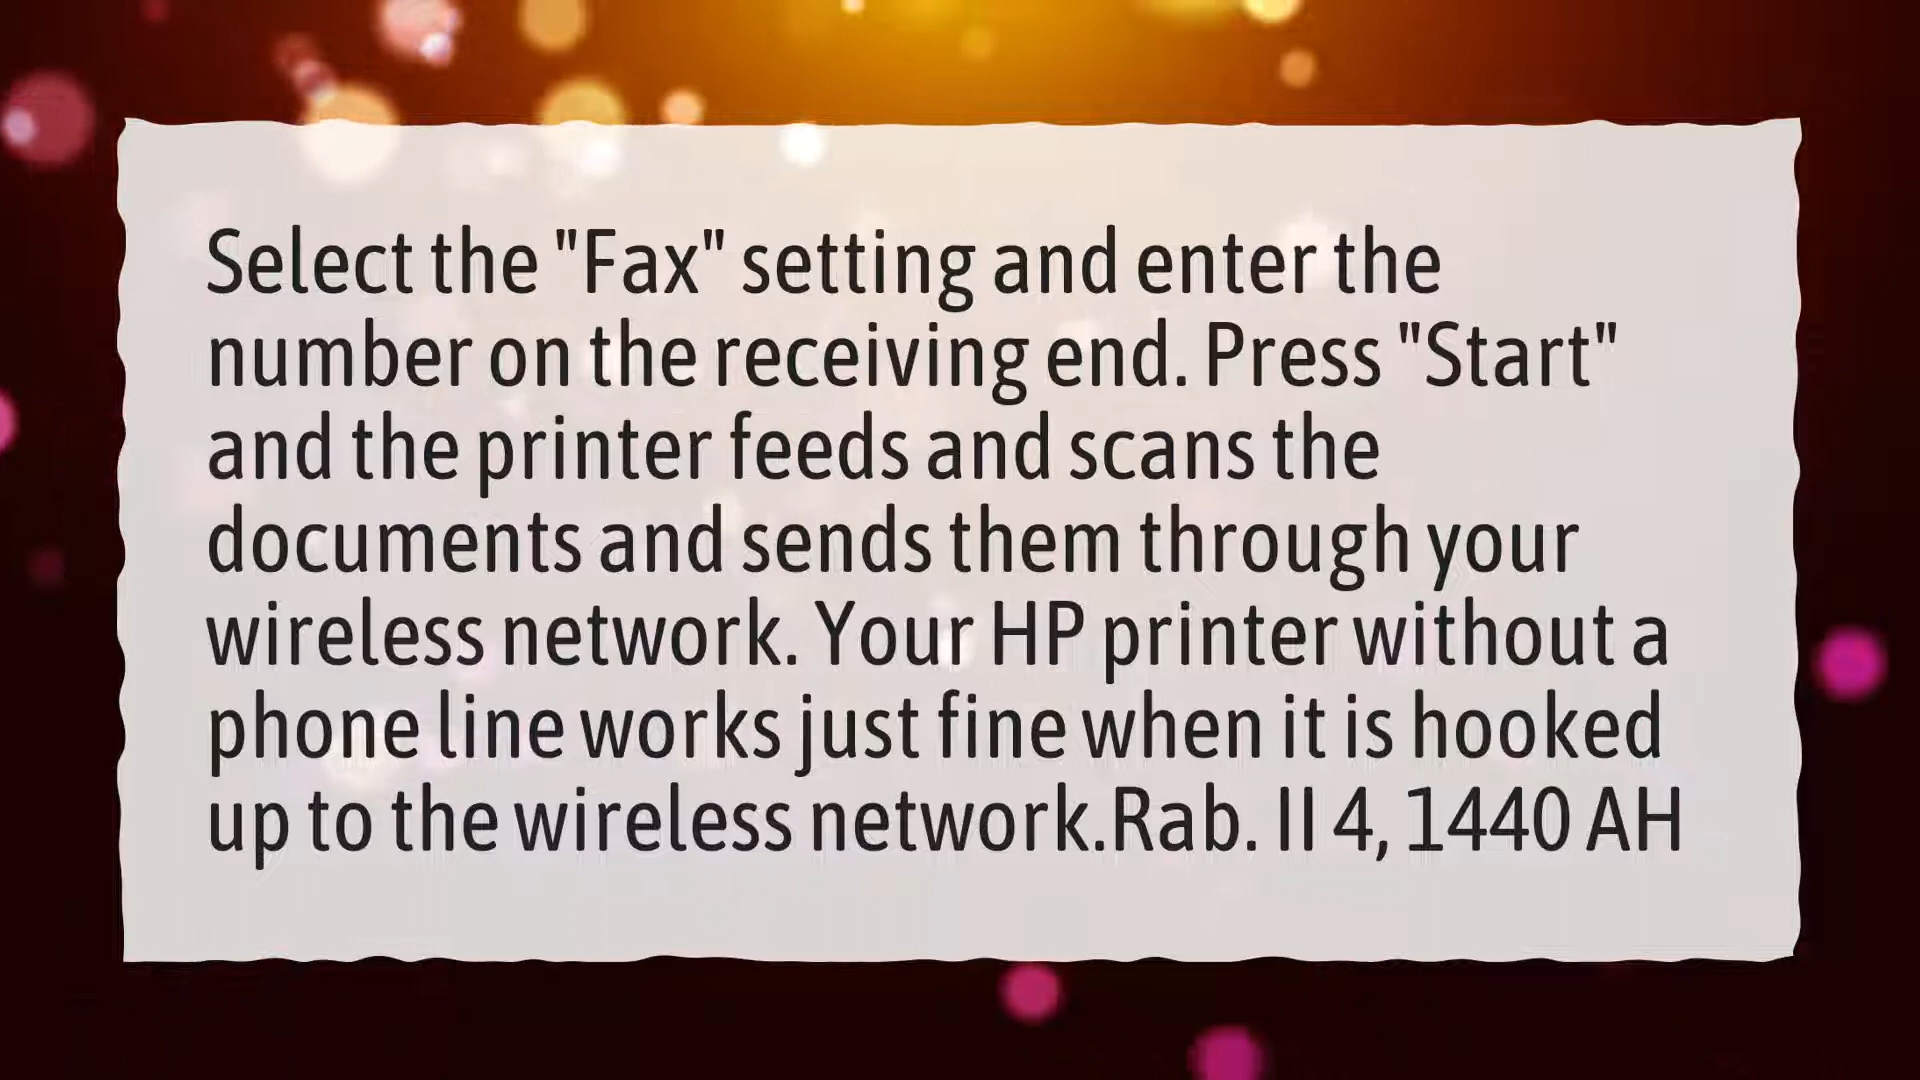 Select the "Fax" setting and enter the
number on the receiving end. Press "Start"
and the printer feeds and scans the
documents and sends them through your
wireless network. Your HP printer without a
phone line works just fine when it is hooked
up to the wireless network.Rab. II 4, 1440 AH